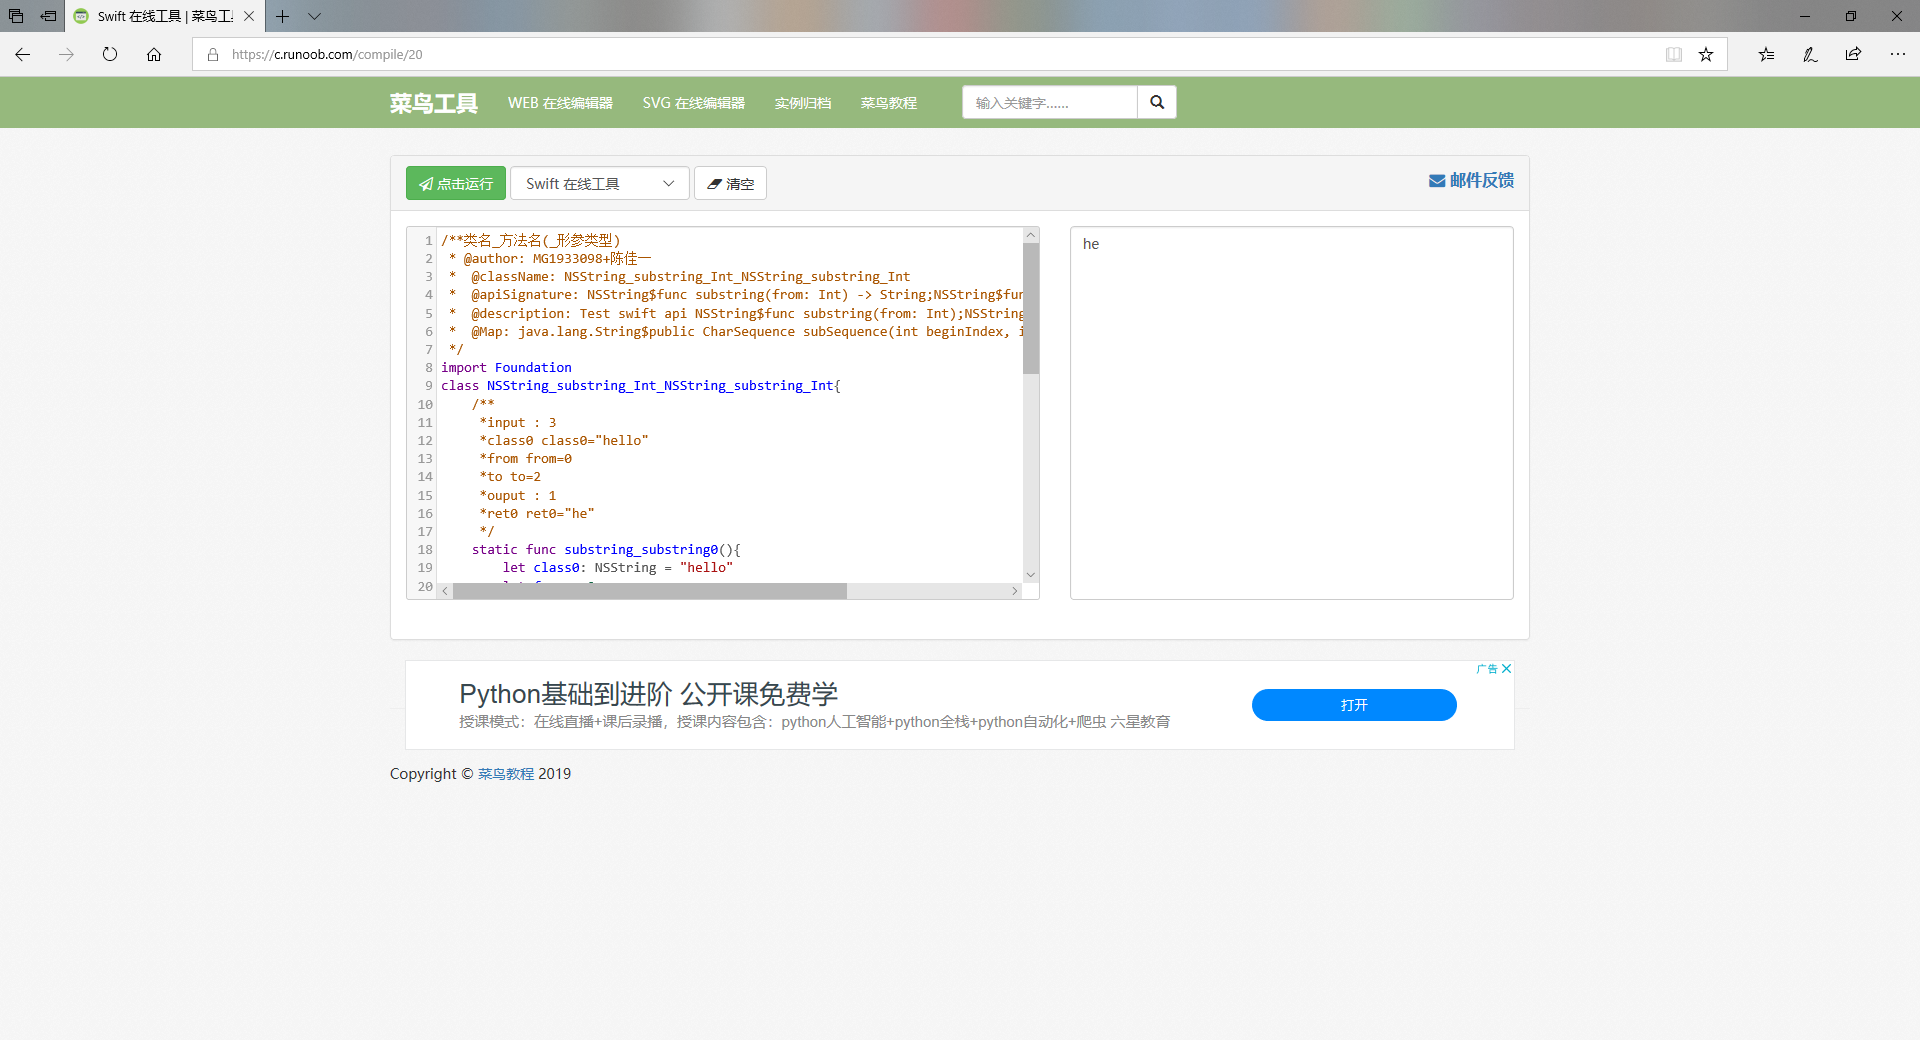 Swift 在线工具 | 菜鸟工
https://c.runoob.com/compile/20
菜鸟工具 WEB 在线编辑器 SVG 在线编辑器 实例归档 菜鸟教程 输入关键字......
点击运行 Swift 在线工具 清空 邮件反馈
1 /**类名_方法名(_形参类型)
2  * @author: MG1933098+陈佳一
3  *  @className: NSString_substring_Int_NSString_substring_Int
4  *  @apiSignature: NSString$func substring(from: Int) -> String;NSString$fun
5  *  @description: Test swift api NSString$func substring(from: Int);NSString
6  *  @Map: java.lang.String$public CharSequence subSequence(int beginIndex, i
7  */
8 import Foundation
9 class NSString_substring_Int_NSString_substring_Int{
10     /**
11      *input : 3
12      *class0 class0="hello"
13      *from from=0
14      *to to=2
15      *ouput : 1
16      *ret0 ret0="he"
17      */
18     static func substring_substring0(){
19         let class0: NSString = "hello"
20
he
广告
Python基础到进阶 公开课免费学
授课模式：在线直播+课后录播，授课内容包含：python人工智能+python全栈+python自动化+爬虫 六星教育
打开
Copyright © 菜鸟教程 2019